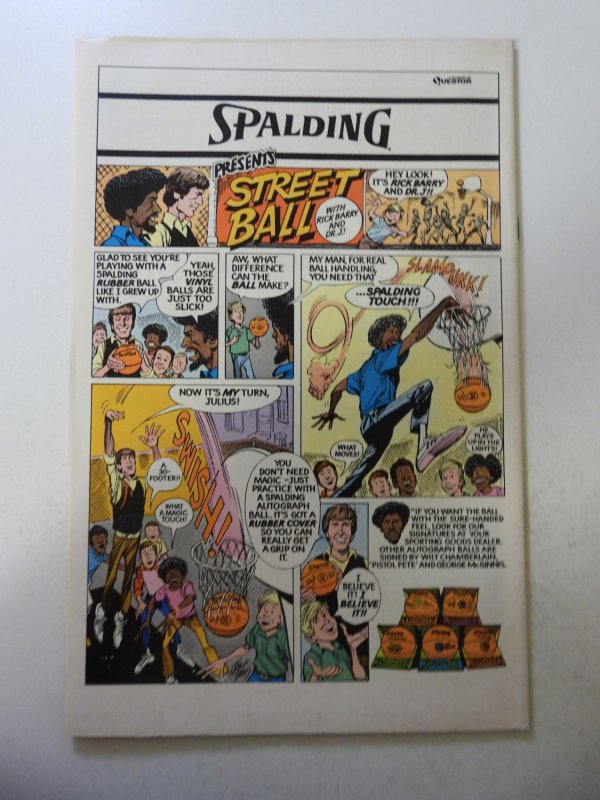 QUESTOR
SPALDING
PRESENTS
STREET
BALL
WITH
RICK BARRY
AND
DR.J!
HEY LOOK!
IT'S RICK BARRY
AND DR.J!!
GLAD TO SEE YOU'RE
PLAYING WITH A
SPALDING
RUBBER BALL
LIKE I GREW UP
WITH.
YEAH,
THOSE
VINYL
BALLS ARE
JUST TOO
SLICK!
AW, WHAT
DIFFERENCE
CAN THE
BALL MAKE?
MY MAN, FOR REAL
BALL HANDLING,
YOU NEED THAT
...SPALDING
TOUCH!!!
SLAMDUNK!
WHAT
MOVES!
HE
PLAYS
UP IN THE
LIGHTS!
NOW IT'S MY TURN,
JULIUS!
A
30-
FOOTER!!
WHAT
A MAGIC
TOUCH!
SWISH!
YOU
DON'T NEED
MAGIC -JUST
PRACTICE WITH
A SPALDING
AUTOGRAPH
BALL. IT'S GOT A
RUBBER COVER
SO YOU CAN
REALLY GET
A GRIP ON
IT.
I
BELIEVE
IT! I
BELIEVE
IT!!
"IF YOU WANT THE BALL
WITH THE SURE-HANDED
FEEL, LOOK FOR OUR
SIGNATURES AT YOUR
SPORTING GOODS DEALER.
OTHER AUTOGRAPH BALLS ARE
SIGNED BY WILT CHAMBERLAIN,
'PISTOL PETE' AND GEORGE McGINNIS.